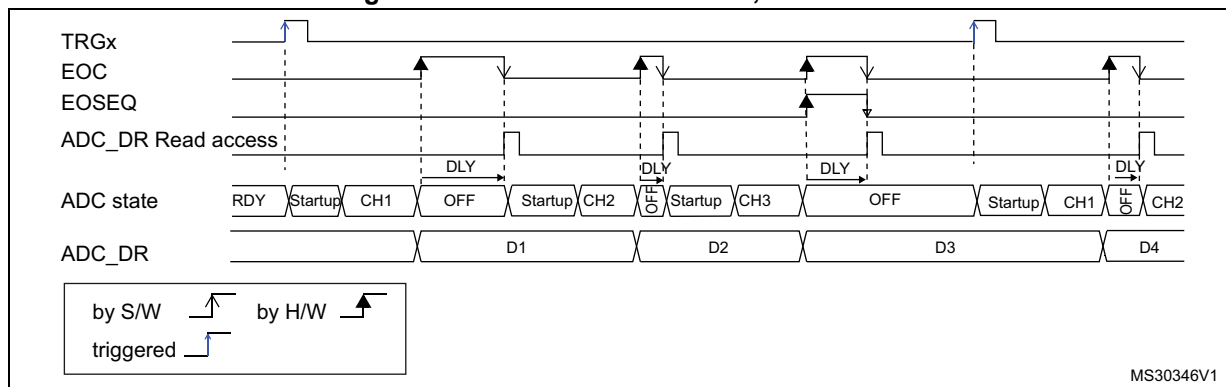 TRGx
EOC
EOSEQ
ADC_DR Read access
DLY DLY DLY DLY
ADC state RDY Startup CH1 OFF Startup CH2 OFF Startup CH3 OFF Startup CH1 OFF CH2
ADC_DR D1 D2 D3 D4
by S/W by H/W
triggered
MS30346V1